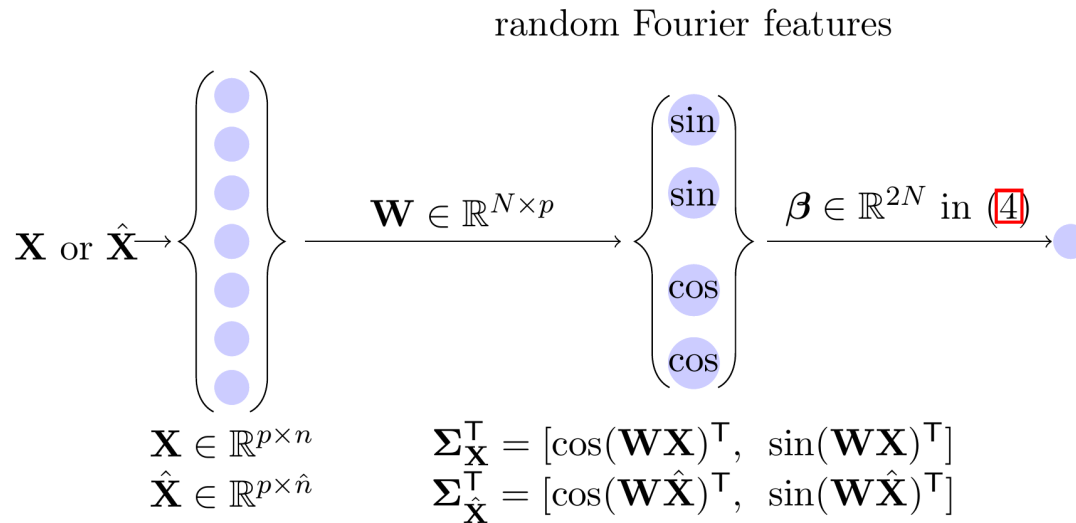 random Fourier features
sin
sin
cos
cos
𝐗 or 𝐗̂
𝐖 ∈ ℝ^{N×p}
𝜷 ∈ ℝ^{2N} in (4)
𝐗 ∈ ℝ^{p×n}
𝐗̂ ∈ ℝ^{p×n̂}
𝚺_𝐗^𝖳 = [cos(𝐖𝐗)^𝖳, sin(𝐖𝐗)^𝖳]
𝚺_𝐗̂^𝖳 = [cos(𝐖𝐗̂)^𝖳, sin(𝐖𝐗̂)^𝖳]